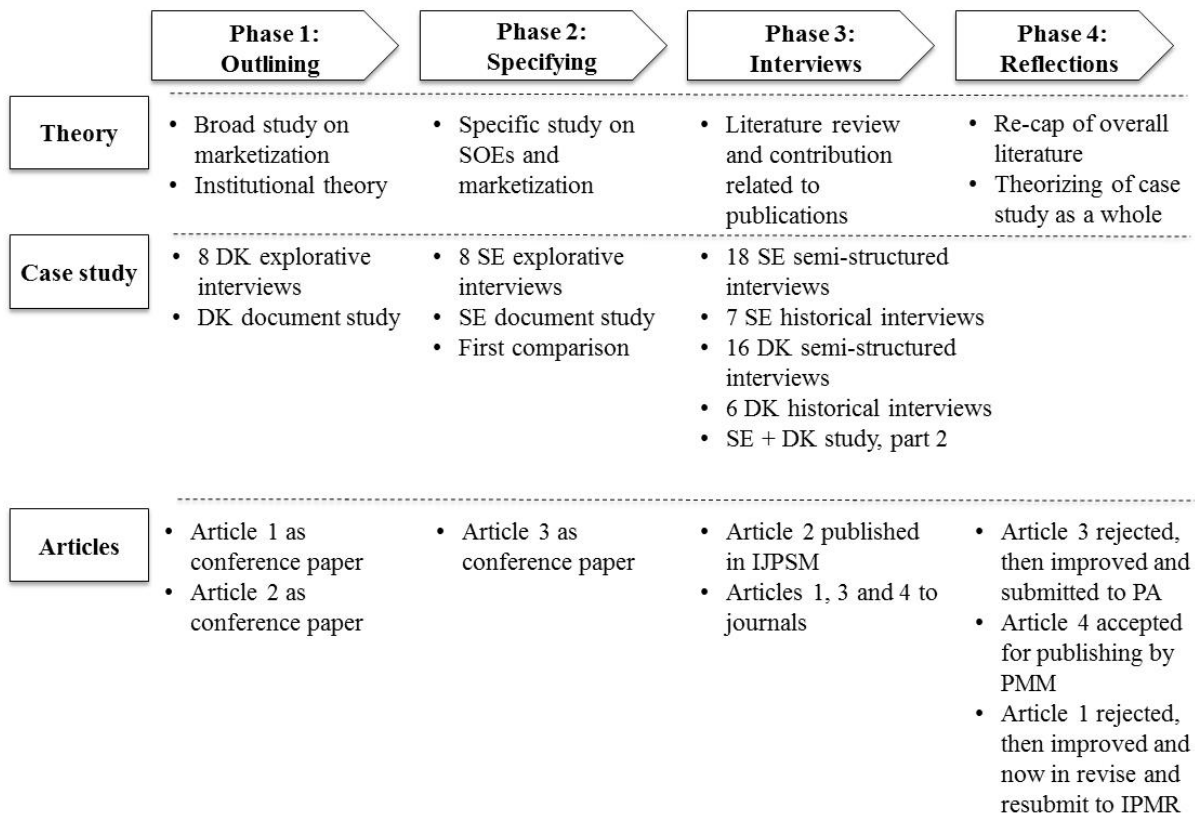 Phase 1:
Outlining
Phase 2:
Specifying
Phase 3:
Interviews
Phase 4:
Reflections
Theory
• Broad study on
marketization
• Institutional theory
• Specific study on
SOEs and
marketization
• Literature review
and contribution
related to
publications
• Re-cap of overall
literature
• Theorizing of case
study as a whole
Case study
• 8 DK explorative
interviews
• DK document study
• 8 SE explorative
interviews
• SE document study
• First comparison
• 18 SE semi-structured
interviews
• 7 SE historical interviews
• 16 DK semi-structured
interviews
• 6 DK historical interviews
• SE + DK study, part 2
Articles
• Article 1 as
conference paper
• Article 2 as
conference paper
• Article 3 as
conference paper
• Article 2 published
in IJPSM
• Articles 1, 3 and 4 to
journals
• Article 3 rejected,
then improved and
submitted to PA
• Article 4 accepted
for publishing by
PMM
• Article 1 rejected,
then improved and
now in revise and
resubmit to IPMR